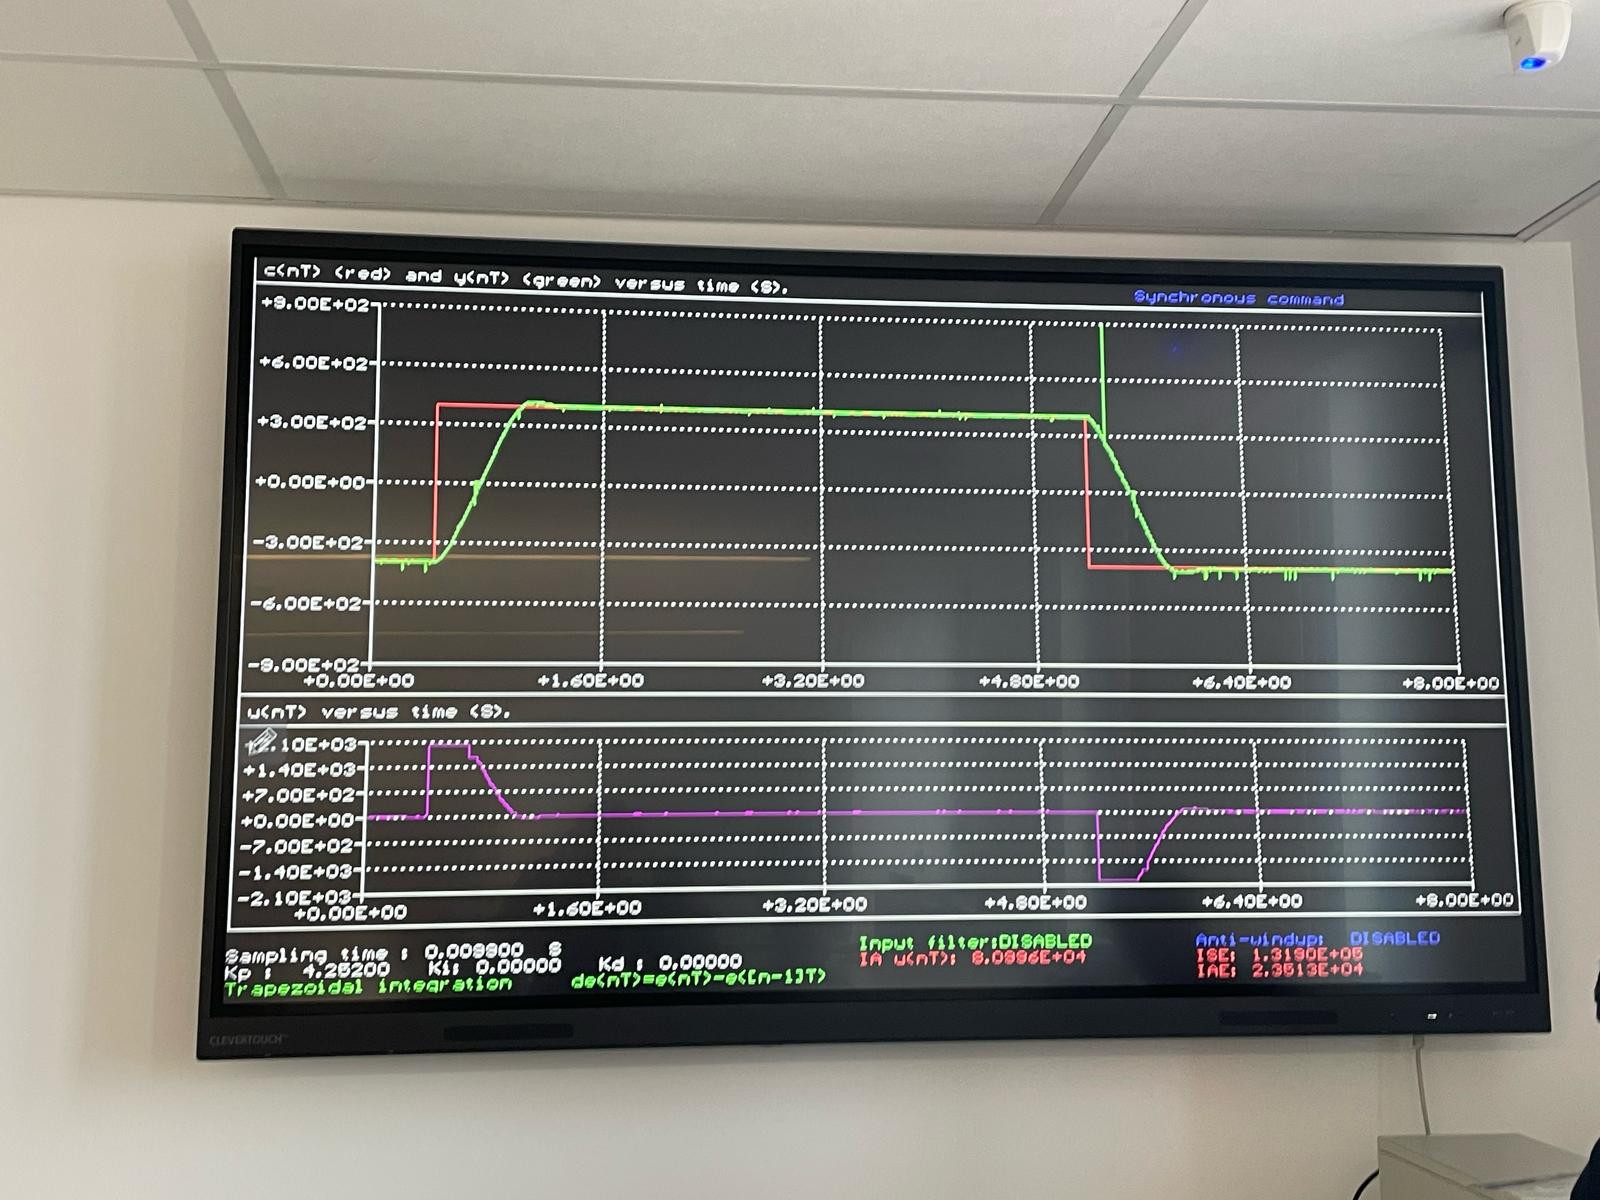 c(nT) (red) and y(nT) (green) versus time (S).
Synchronous command
+9.00E+02
+6.00E+02
+3.00E+02
+0.00E+00
-3.00E+02
-6.00E+02
-9.00E+02
+0.00E+00 +1.60E+00 +3.20E+00 +4.80E+00 +6.40E+00 +8.00E+00
u(nT) versus time (S).
+2.10E+03
+1.40E+03
+7.00E+02
+0.00E+00
-7.00E+02
-1.40E+03
-2.10E+03
+0.00E+00 +1.60E+00 +3.20E+00 +4.80E+00 +6.40E+00 +8.00E+00
Sampling time : 0.009900 S Input filter:DISABLED Anti-windup: DISABLED
Kp : 4.26200 Ki: 0.00000 Kd : 0.00000 IA u(nT): 8.0996E+04 ISE: 1.3190E+06
Trapezoidal integration de(nT)=e(nT)-e([n-1]T) IAE: 2.3513E+04
CLEVERTOUCH